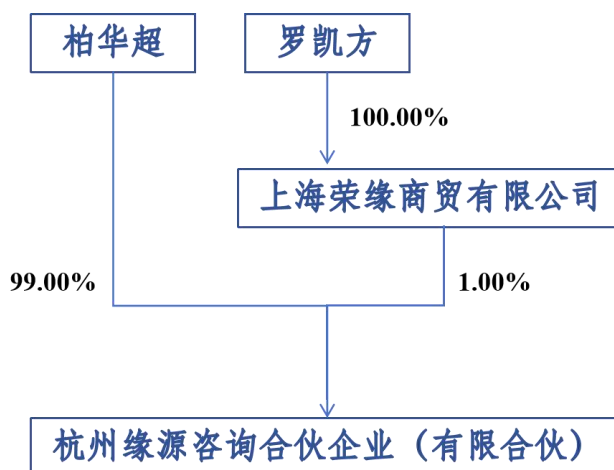 柏华超
罗凯方
100.00%
上海荣缘商贸有限公司
99.00%
1.00%
杭州缘源咨询合伙企业（有限合伙）